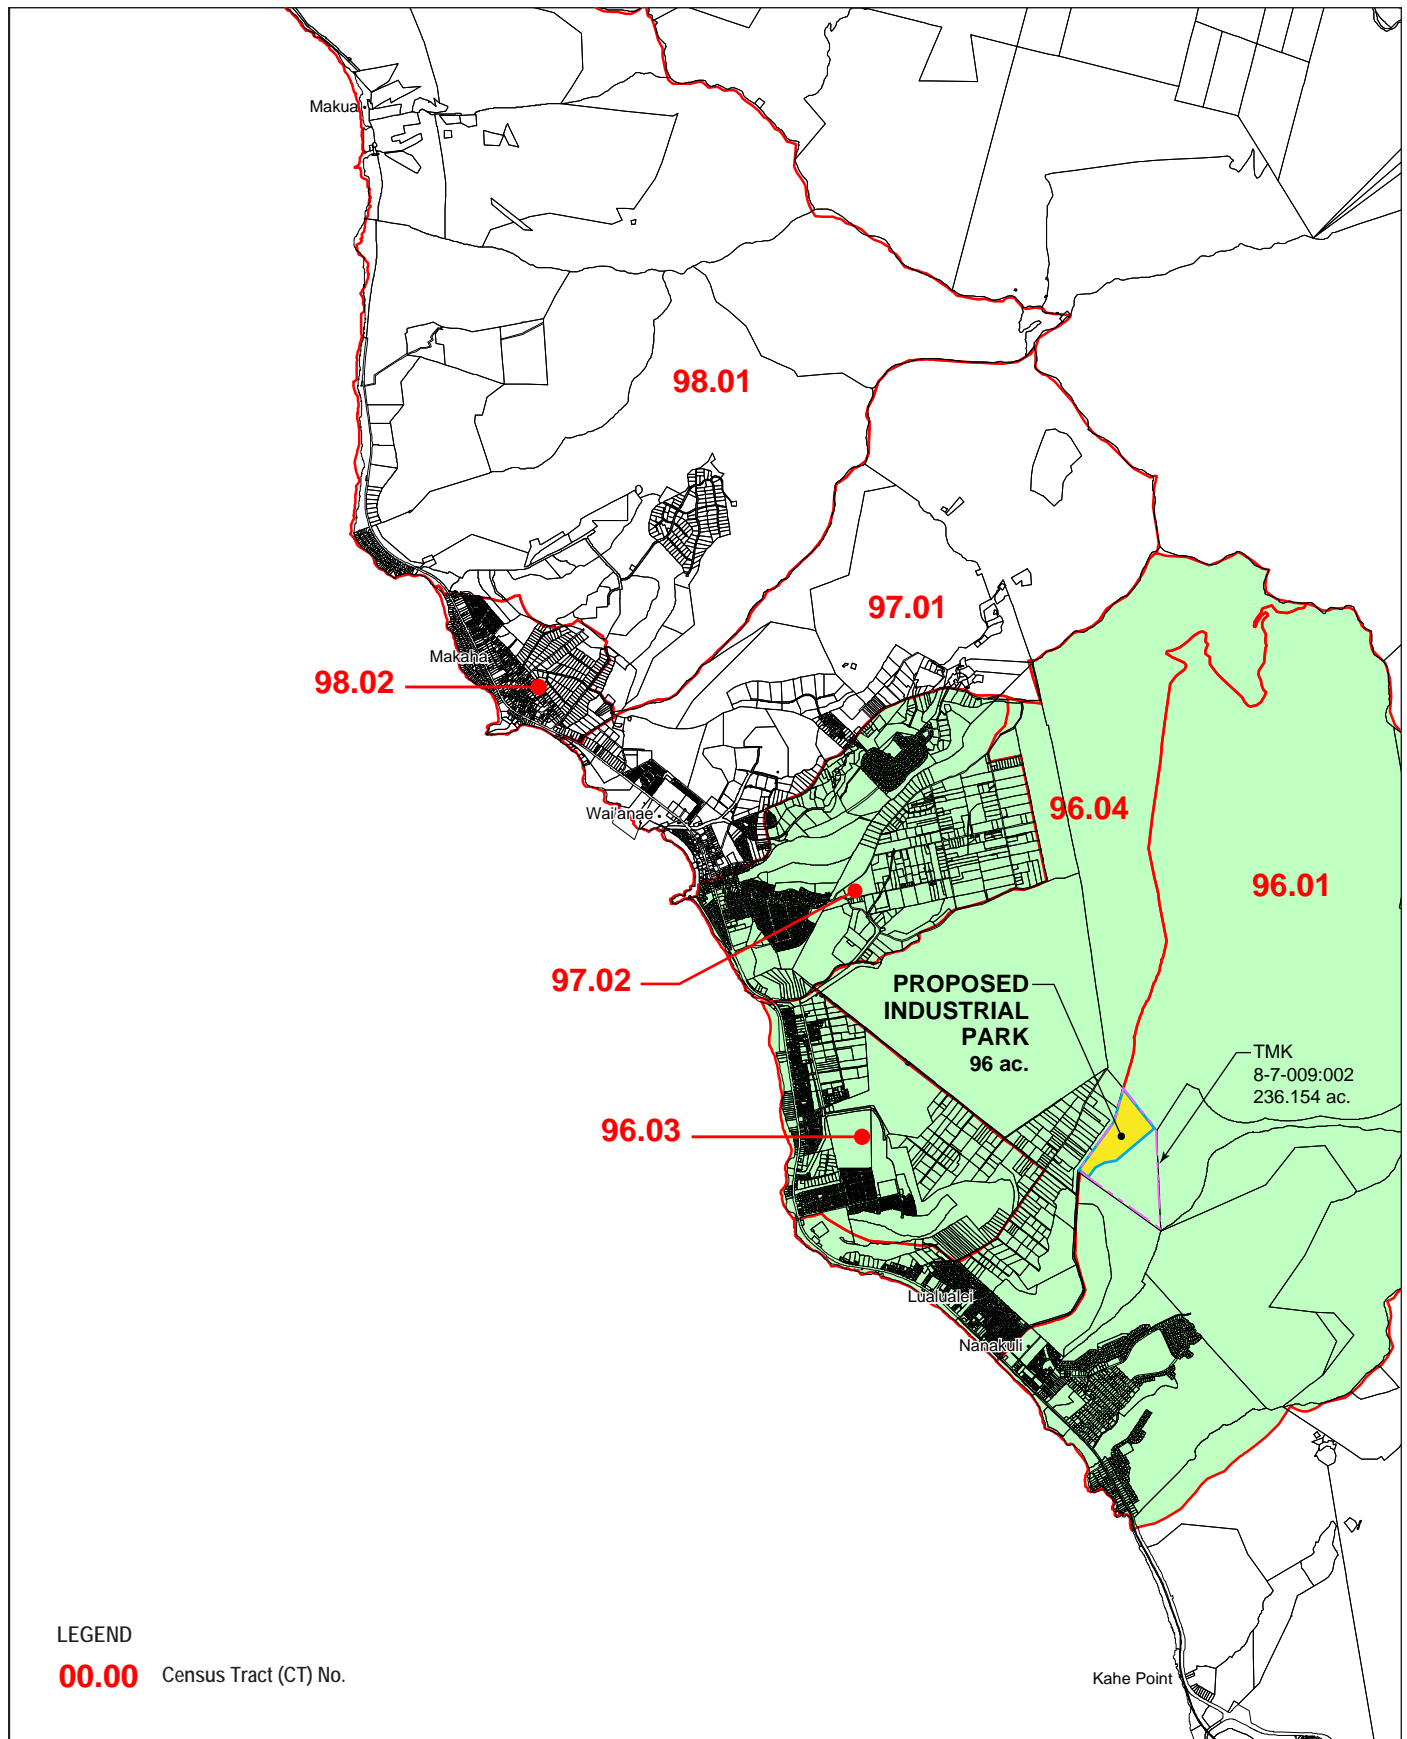 Makua
98.01
97.01
Makaha
98.02
96.04
Wai'anae
96.01
97.02
PROPOSED
INDUSTRIAL
PARK
96 ac.
TMK
8-7-009:002
236.154 ac.
96.03
Lualualei
Nanakuli
LEGEND
00.00 Census Tract (CT) No.
Kahe Point